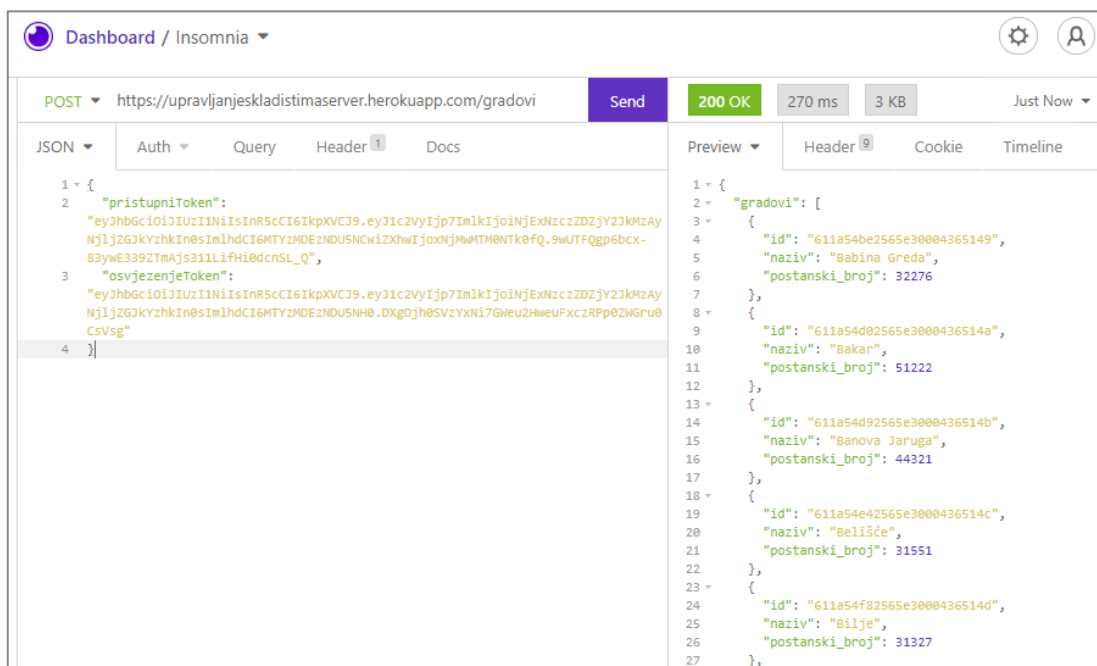 Dashboard / Insomnia
POST https://upravljanjeskladistimaserver.herokuapp.com/gradovi Send
200 OK 270 ms 3 KB Just Now
JSON Auth Query Header 1 Docs
Preview Header 9 Cookie Timeline
1 {
2 "pristupniToken":
"eyJhbGciOiJIUzI1NiIsInR5cCI6IkpXVCJ9.eyJ1c2VyIjp7ImlkIjoiNjExNzczZDZjY2JkMzAy
NjljZGJkYzhkIn0sImlhdCI6MTYzMDEzNDU5NCwiZXhwIjoxNjMwMTM0NTk0fQ.9wUTFQgp6bcx-
83ywE339ZTmAjs311LifHi0dcnSL_Q",
3 "osvjezenjeToken":
"eyJhbGciOiJIUzI1NiIsInR5cCI6IkpXVCJ9.eyJ1c2VyIjp7ImlkIjoiNjExNzczZDZjY2JkMzAy
NjljZGJkYzhkIn0sImlhdCI6MTYzMDEzNDU5NH0.DXgOjh0SVzYxNi7GWeu2HweuFxczRPp0ZWGru0
CsVsg"
4 }
1 {
2 "gradovi": [
3 {
4 "id": "611a54be2565e30004365149",
5 "naziv": "Babina Greda",
6 "postanski_broj": 32276
7 },
8 {
9 "id": "611a54d02565e3000436514a",
10 "naziv": "Bakar",
11 "postanski_broj": 51222
12 },
13 {
14 "id": "611a54d92565e3000436514b",
15 "naziv": "Banova Jaruga",
16 "postanski_broj": 44321
17 },
18 {
19 "id": "611a54e42565e3000436514c",
20 "naziv": "Belišće",
21 "postanski_broj": 31551
22 },
23 {
24 "id": "611a54f82565e3000436514d",
25 "naziv": "Bilje",
26 "postanski_broj": 31327
27 },